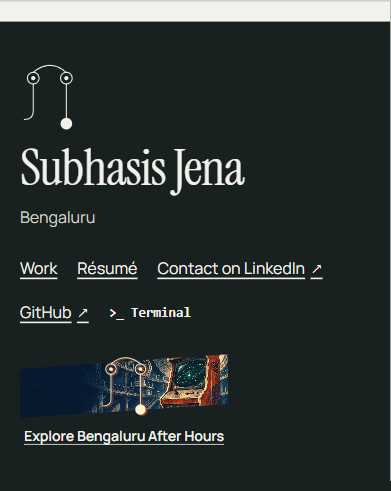 Subhasis Jena
Bengaluru
Work Résumé Contact on LinkedIn ↗
GitHub ↗ >_ Terminal
Explore Bengaluru After Hours